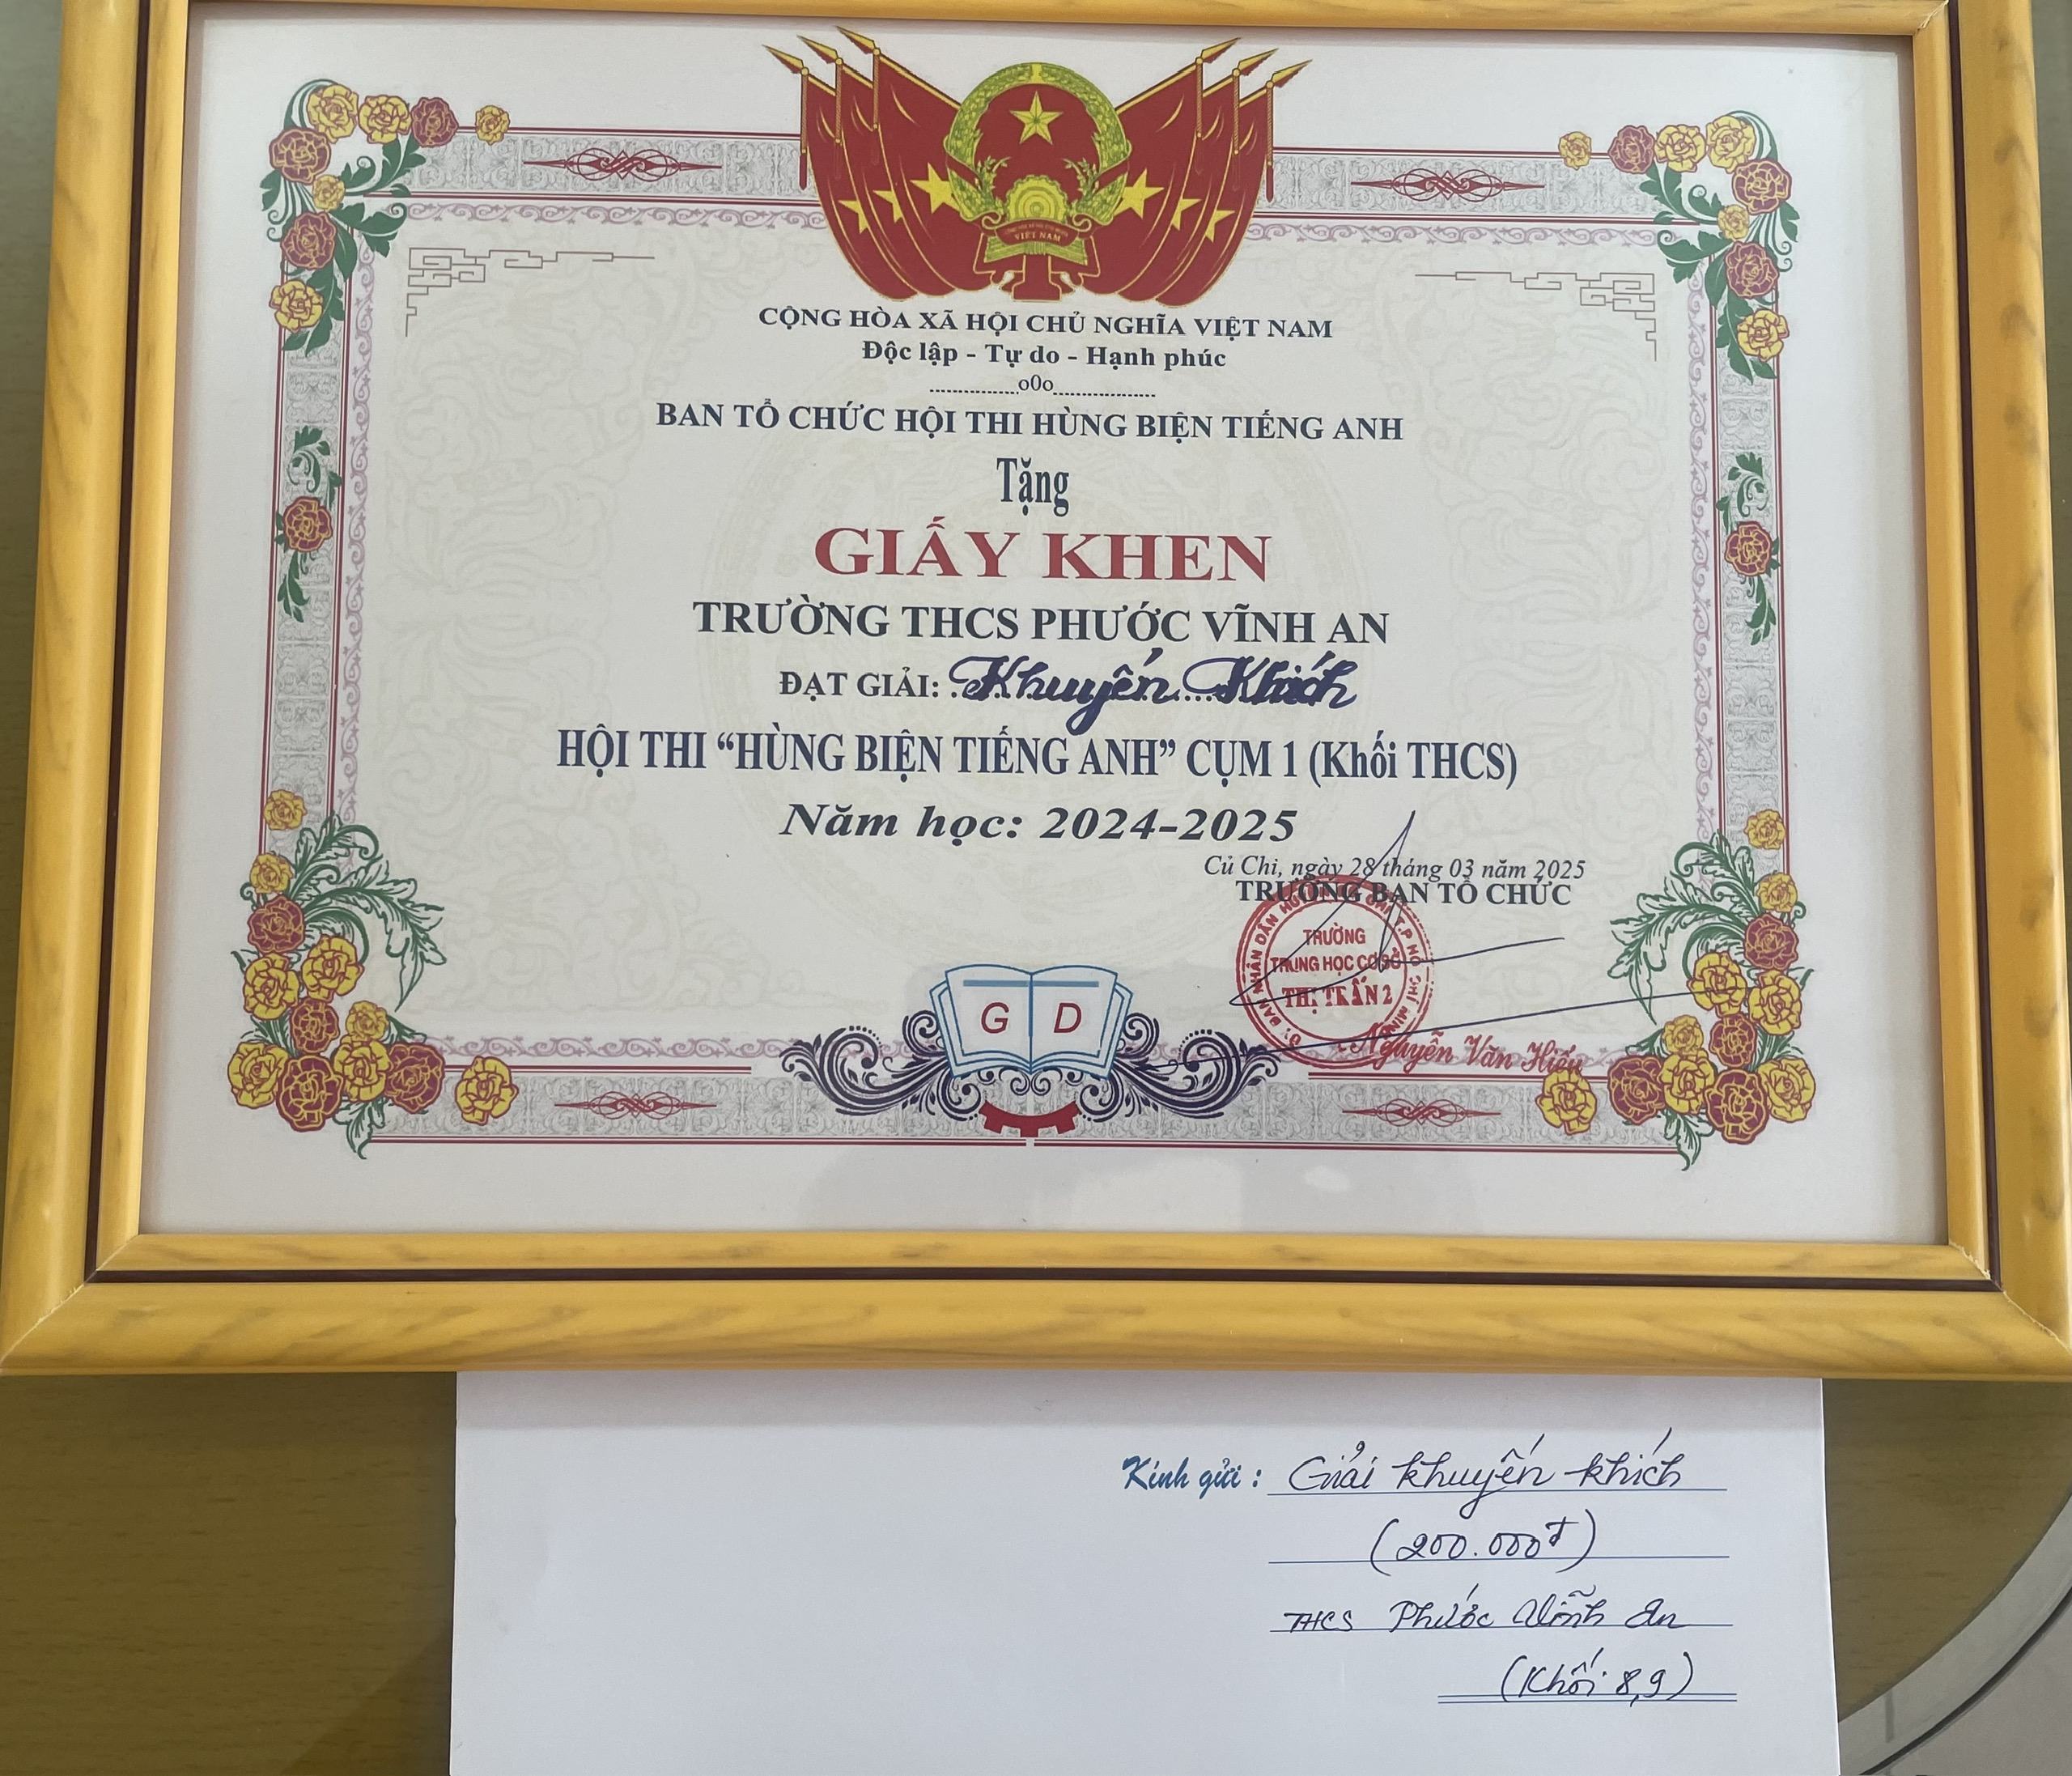 VIỆT NAM
CỘNG HÒA XÃ HỘI CHỦ NGHĨA VIỆT NAM
Độc lập - Tự do - Hạnh phúc
...............o0o.................
BAN TỔ CHỨC HỘI THI HÙNG BIỆN TIẾNG ANH
Tặng
GIẤY KHEN
TRƯỜNG THCS PHƯỚC VĨNH AN
ĐẠT GIẢI: Khuyến Khích
HỘI THI “HÙNG BIỆN TIẾNG ANH” CỤM 1 (Khối THCS)
Năm học: 2024-2025
Củ Chi, ngày 28 tháng 03 năm 2025
TRƯỞNG BAN TỔ CHỨC
TRƯỜNG
TRUNG HỌC CƠ SỞ
THỊ TRẤN 2
Nguyễn Văn Hiếu
G D
Kính gửi : Giải khuyến khích
(200.000đ)
THCS Phước Vĩnh An
(Khối 8,9)